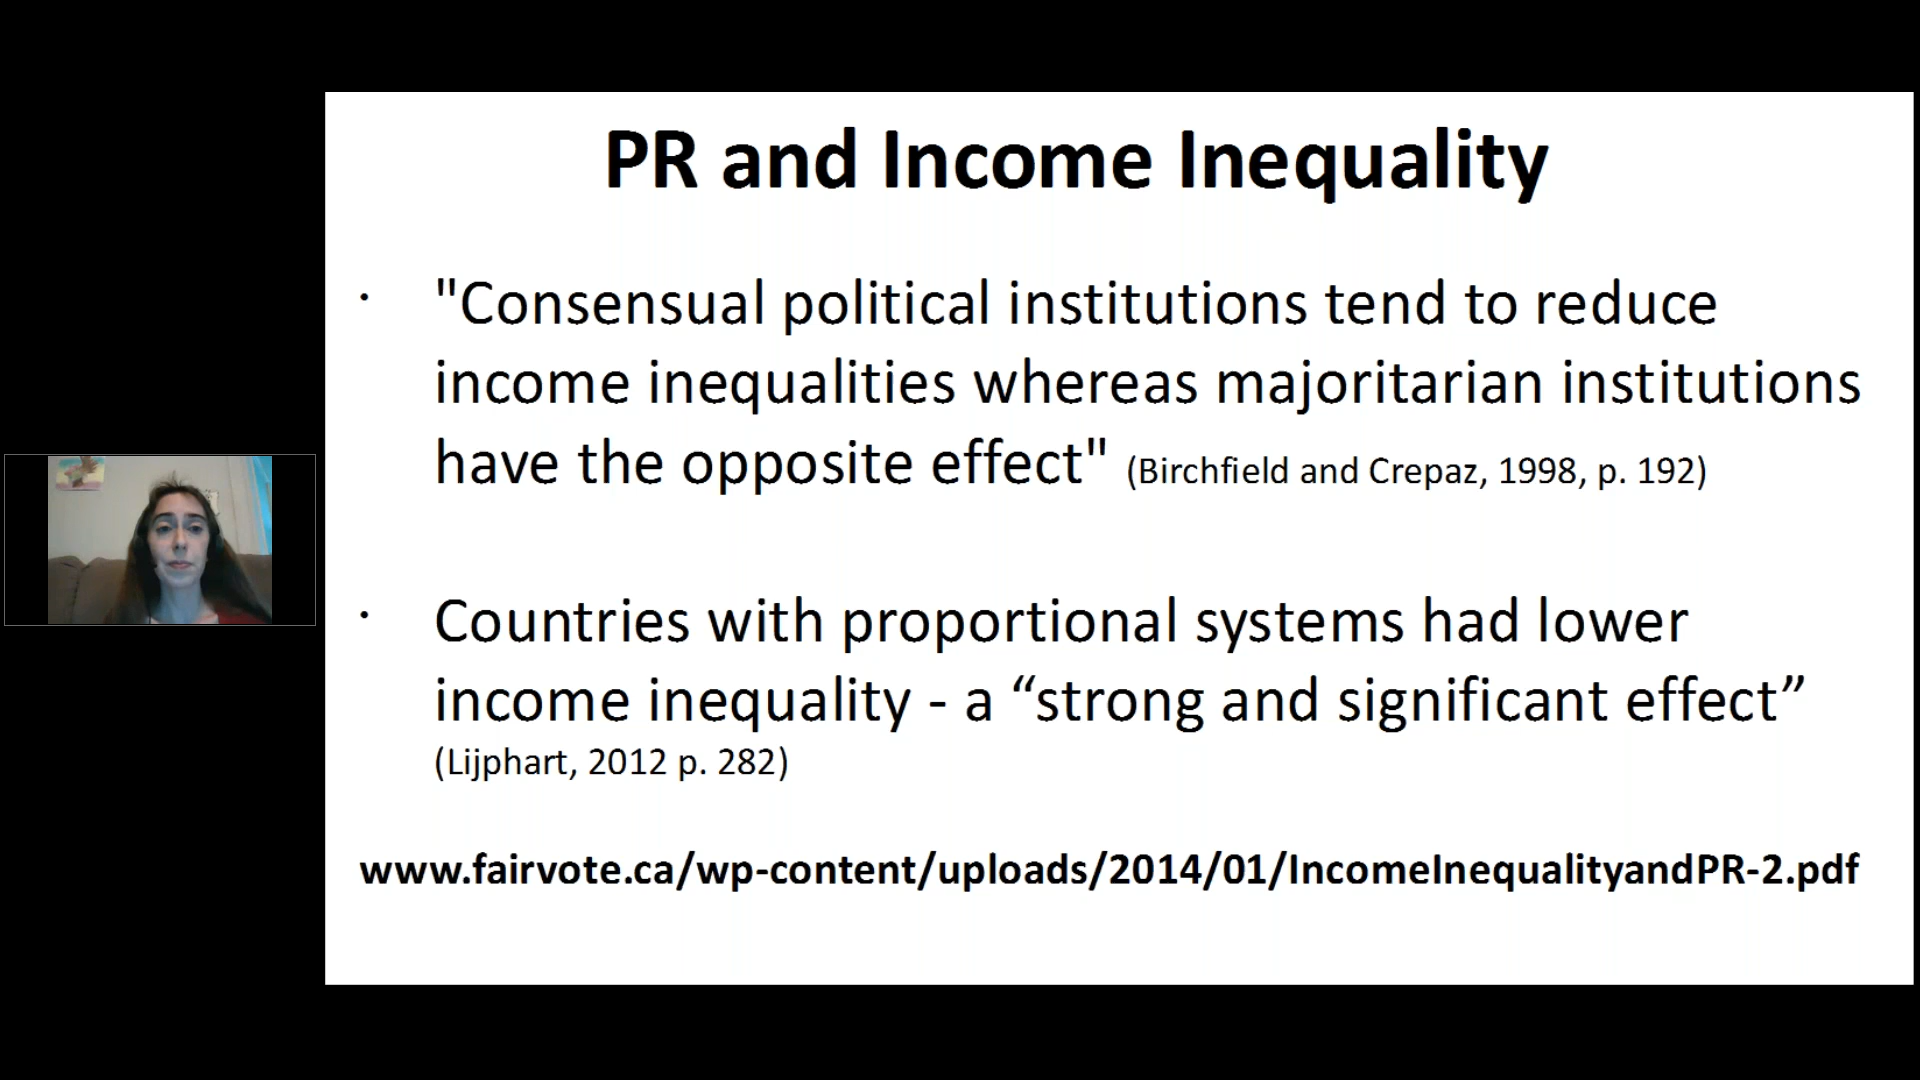 PR and Income Inequality
· "Consensual political institutions tend to reduce
income inequalities whereas majoritarian institutions
have the opposite effect" (Birchfield and Crepaz, 1998, p. 192)
· Countries with proportional systems had lower
income inequality - a “strong and significant effect”
(Lijphart, 2012 p. 282)
www.fairvote.ca/wp-content/uploads/2014/01/IncomeInequalityandPR-2.pdf